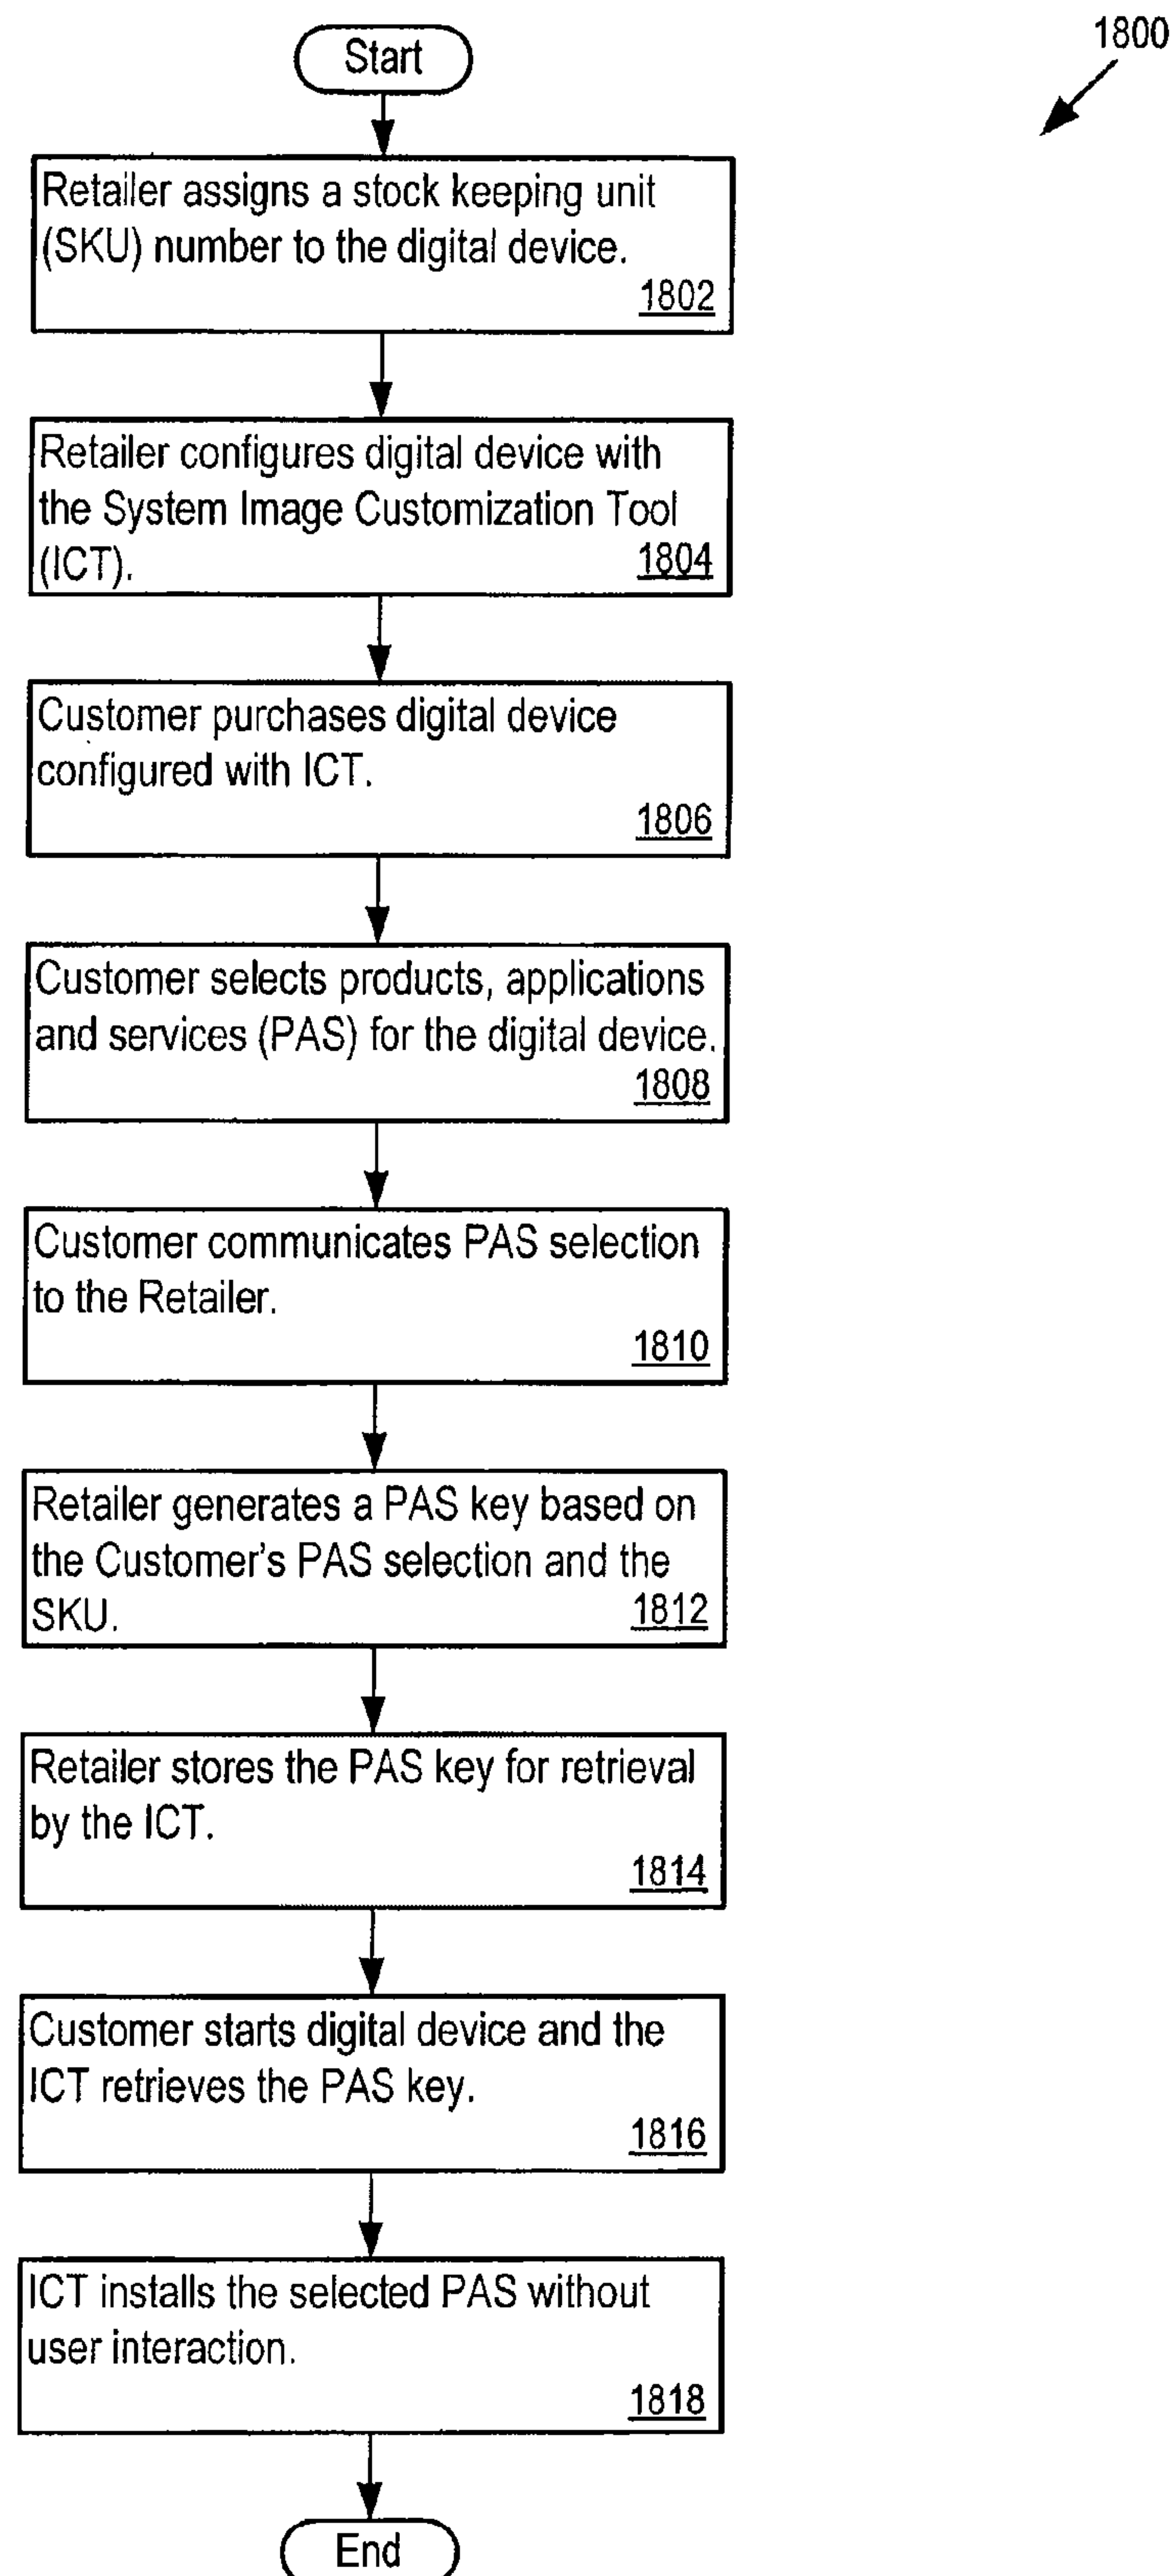 1800
Start
Retailer assigns a stock keeping unit
(SKU) number to the digital device.
1802
Retailer configures digital device with
the System Image Customization Tool
(ICT).
1804
Customer purchases digital device
configured with ICT.
1806
Customer selects products, applications
and services (PAS) for the digital device.
1808
Customer communicates PAS selection
to the Retailer.
1810
Retailer generates a PAS key based on
the Customer's PAS selection and the
SKU.
1812
Retailer stores the PAS key for retrieval
by the ICT.
1814
Customer starts digital device and the
ICT retrieves the PAS key.
1816
ICT installs the selected PAS without
user interaction.
1818
End